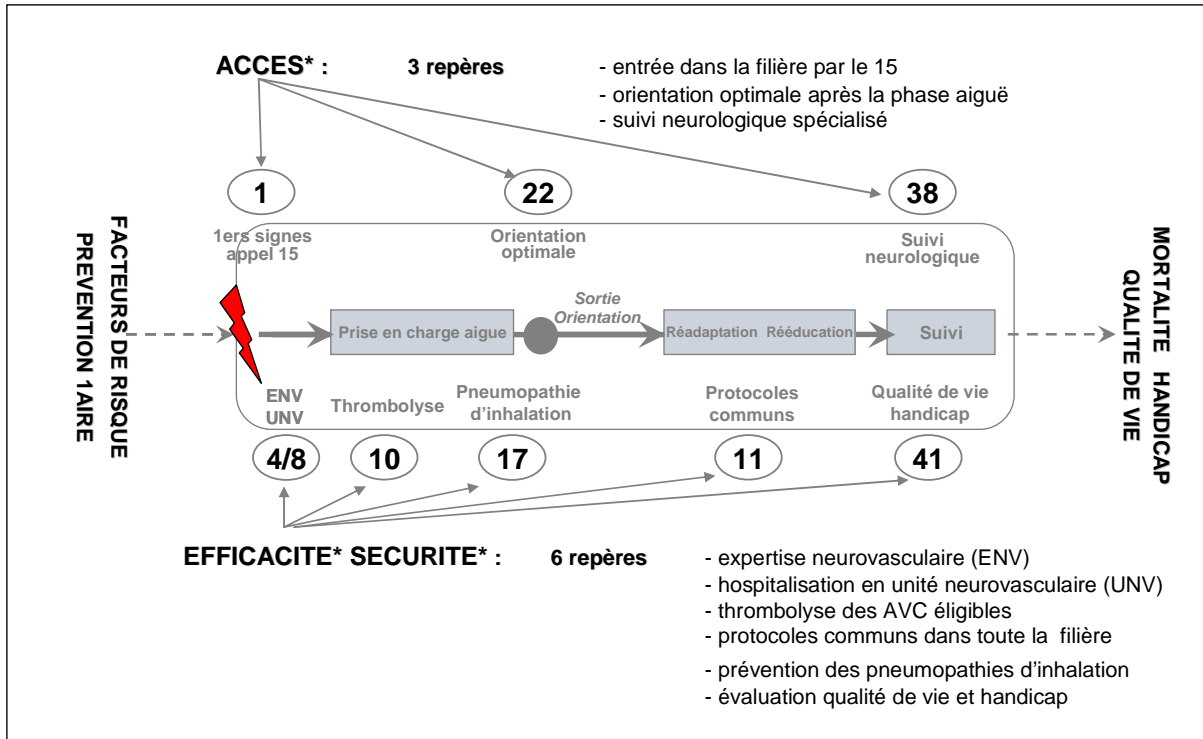 ACCES* : 3 repères
- entrée dans la filière par le 15
- orientation optimale après la phase aiguë
- suivi neurologique spécialisé
1
22
38
FACTEURS DE RISQUE
PREVENTION 1AIRE
1ers signes
appel 15
Orientation
optimale
Suivi
neurologique
Sortie
Orientation
Prise en charge aigue
Réadaptation Rééducation
Suivi
MORTALITE HANDICAP
QUALITE DE VIE
ENV
UNV
Thrombolyse
Pneumopathie
d'inhalation
Protocoles
communs
Qualité de vie
handicap
4/8
10
17
11
41
EFFICACITE* SECURITE* : 6 repères
- expertise neurovasculaire (ENV)
- hospitalisation en unité neurovasculaire (UNV)
- thrombolyse des AVC éligibles
- protocoles communs dans toute la filière
- prévention des pneumopathies d'inhalation
- évaluation qualité de vie et handicap